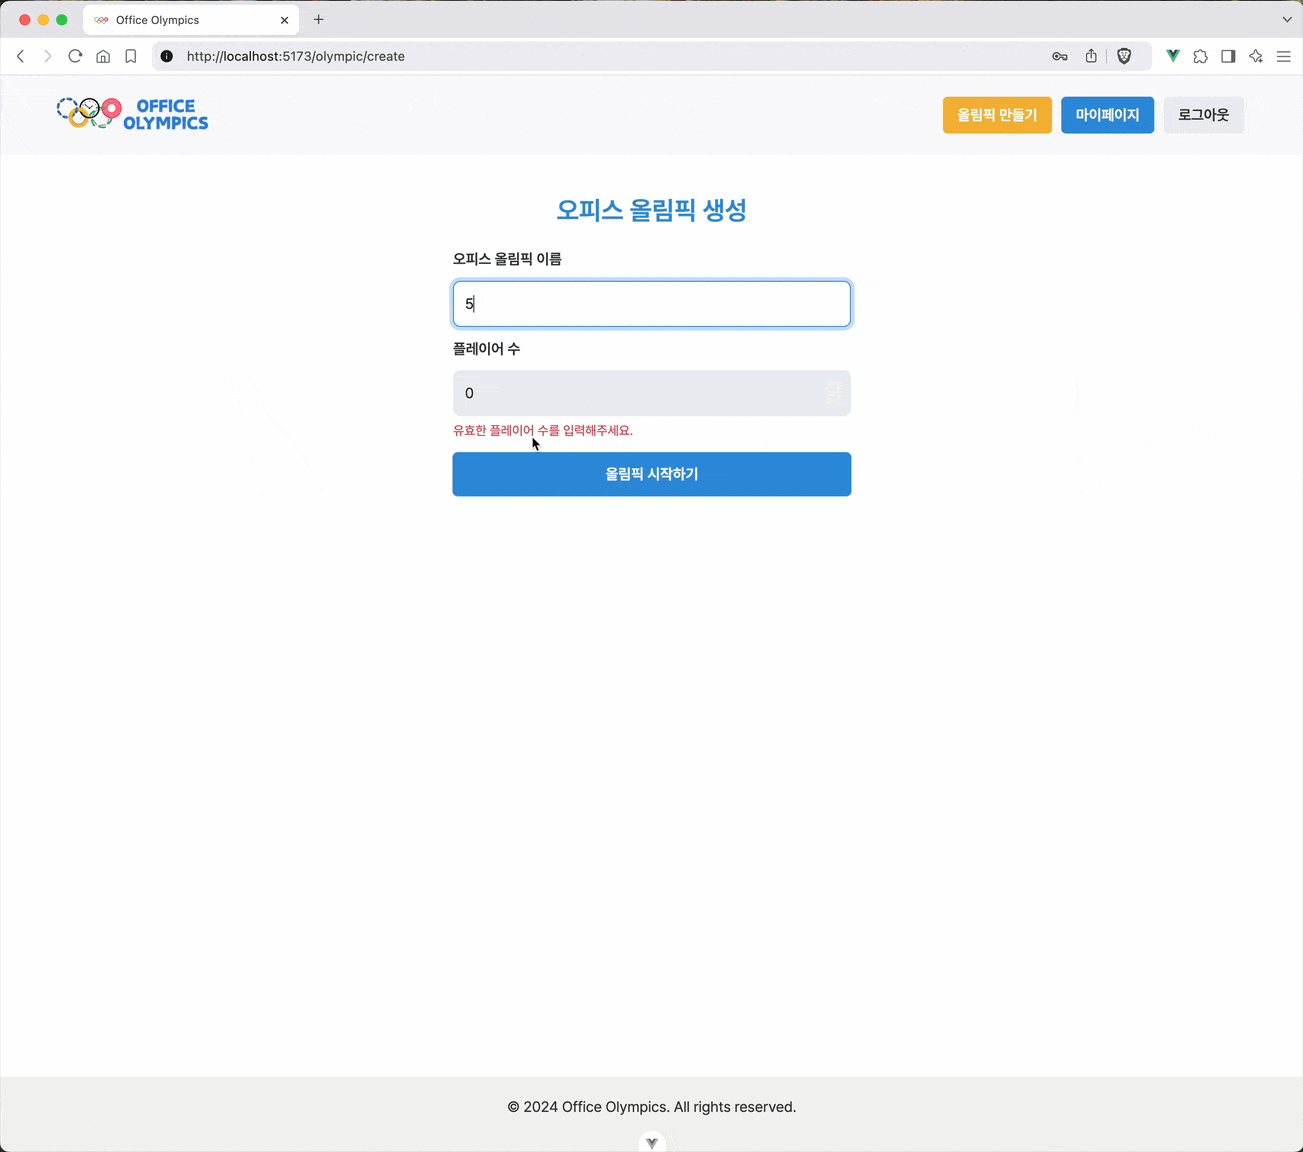 Office Olympics
http://localhost:5173/olympic/create
OFFICE
OLYMPICS
올림픽 만들기
마이페이지
로그아웃
오피스 올림픽 생성
오피스 올림픽 이름
5
플레이어 수
0
유효한 플레이어 수를 입력해주세요.
올림픽 시작하기
© 2024 Office Olympics. All rights reserved.